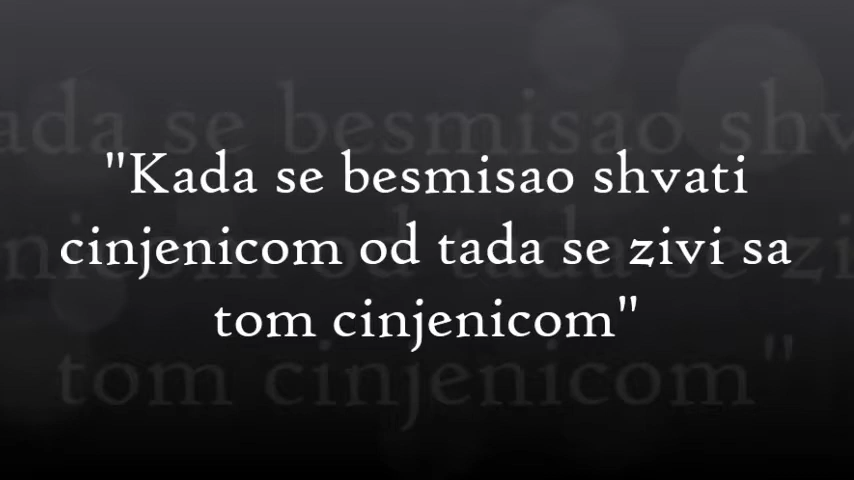 "Kada se besmisao shvati
cinjenicom od tada se zivi sa
tom cinjenicom"